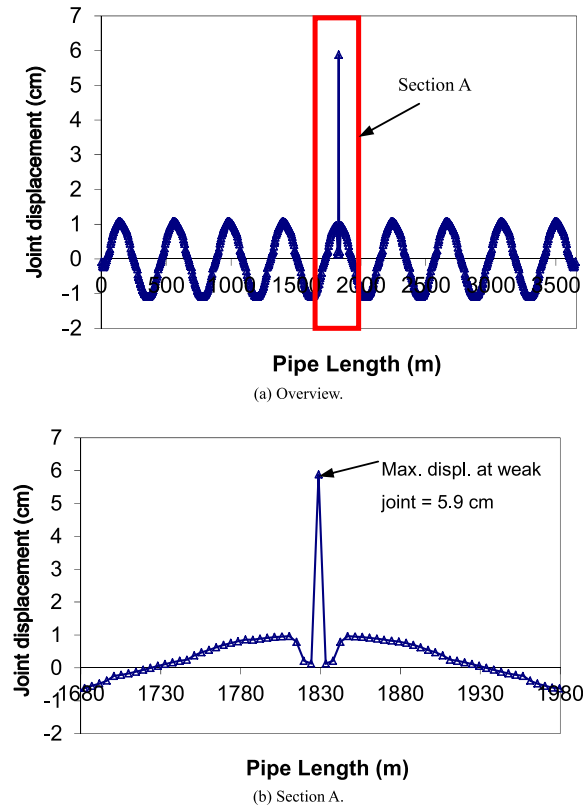 7
6
5
4
3
2
1
0
-1
-2
Joint displacement (cm)
Section A
0 500 1000 1500 2000 2500 3000 3500
Pipe Length (m)
(a) Overview.
7
6
5
4
3
2
1
0
-1
-2
Joint displacement (cm)
Max. displ. at weak
joint = 5.9 cm
1680 1730 1780 1830 1880 1930 1980
Pipe Length (m)
(b) Section A.